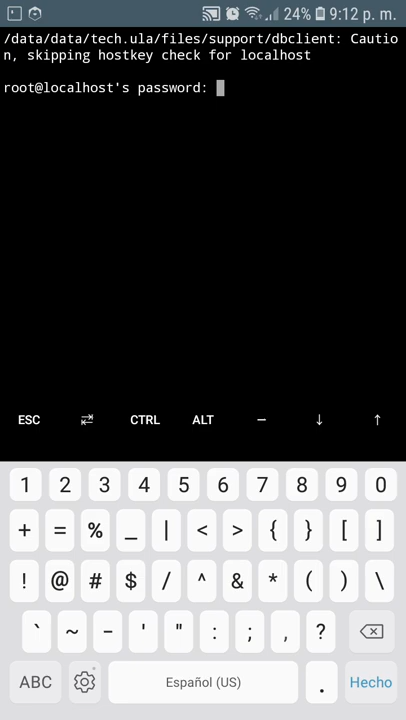 24% 9:12 p. m.
/data/data/tech.ula/files/support/dbclient: Cautio
n, skipping hostkey check for localhost
root@localhost's password:
ESC CTRL ALT — ↓ ↑
1 2 3 4 5 6 7 8 9 0
+ = % _ | < > { } [ ]
! @ # $ / ^ & * ( ) \
` ~ - ' " : ; , ?
ABC Español (US) . Hecho